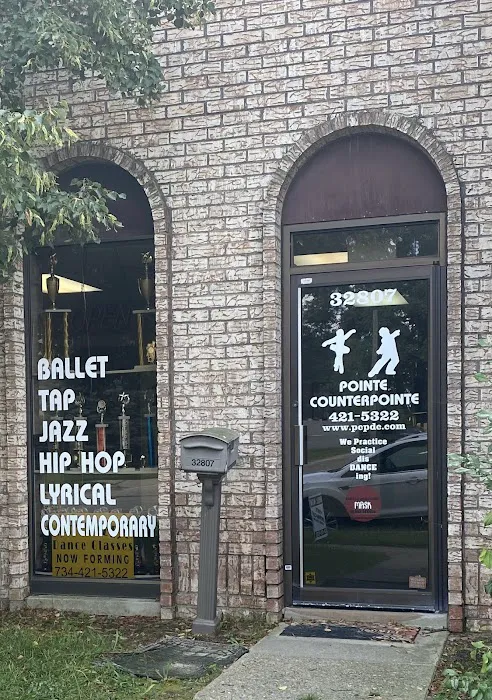 BALLET
TAP
JAZZ
HIP HOP
LYRICAL
CONTEMPORARY
Dance Classes
NOW FORMING
734-421-5322
32807
32807
POINTE
COUNTERPOINTE
421-5322
www.pcpde.com
We Practice
Social
dis
DANCE
ing!
MASK